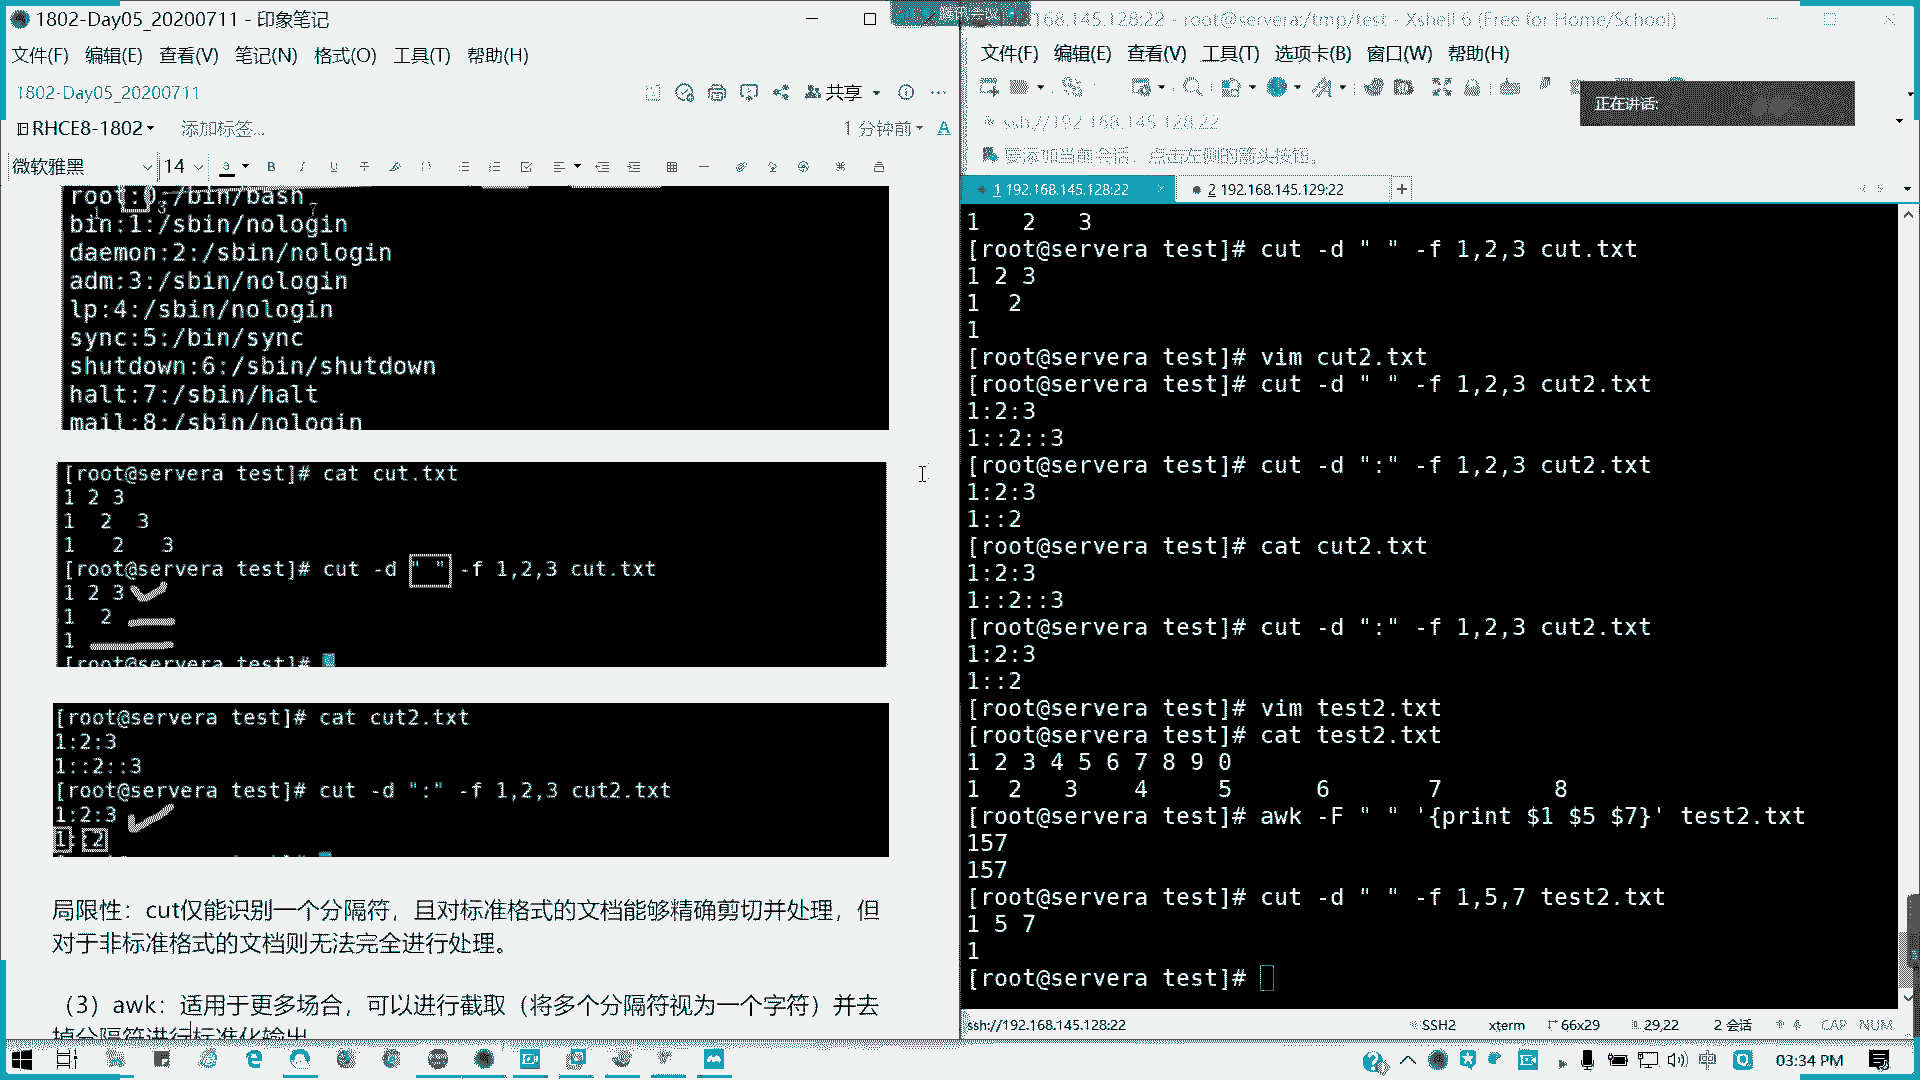 1802-Day05_20200711 - 印象笔记
文件(F) 编辑(E) 查看(V) 笔记(N) 格式(O) 工具(T) 帮助(H)
1802-Day05_20200711
共享
RHCE8-1802 添加标签...
1 分钟前
微软雅黑 14
root:0:/bin/bash
bin:1:/sbin/nologin
daemon:2:/sbin/nologin
adm:3:/sbin/nologin
lp:4:/sbin/nologin
sync:5:/bin/sync
shutdown:6:/sbin/shutdown
halt:7:/sbin/halt
mail:8:/sbin/nologin
[root@servera test]# cat cut.txt
1 2 3
1  2  3
1   2   3
[root@servera test]# cut -d " " -f 1,2,3 cut.txt
1 2 3
1  2
1
[root@servera test]#
[root@servera test]# cat cut2.txt
1:2:3
1::2::3
[root@servera test]# cut -d ":" -f 1,2,3 cut2.txt
1:2:3
1::2
局限性：cut仅能识别一个分隔符，且对标准格式的文档能够精确剪切并处理，但
对于非标准格式的文档则无法完全进行处理。
（3）awk：适用于更多场合，可以进行截取（将多个分隔符视为一个字符）并去
掉分隔符进行标准化输出
168.145.128:22 - root@servera:/tmp/test - Xshell 6 (Free for Home/School)
文件(F) 编辑(E) 查看(V) 工具(T) 选项卡(B) 窗口(W) 帮助(H)
正在讲话:
ssh://192.168.145.128:22
要添加当前会话，点击左侧的箭头按钮。
1 192.168.145.128:22
2 192.168.145.129:22
1   2   3
[root@servera test]# cut -d " " -f 1,2,3 cut.txt
1 2 3
1  2
1
[root@servera test]# vim cut2.txt
[root@servera test]# cut -d " " -f 1,2,3 cut2.txt
1:2:3
1::2::3
[root@servera test]# cut -d ":" -f 1,2,3 cut2.txt
1:2:3
1::2
[root@servera test]# cat cut2.txt
1:2:3
1::2::3
[root@servera test]# cut -d ":" -f 1,2,3 cut2.txt
1:2:3
1::2
[root@servera test]# vim test2.txt
[root@servera test]# cat test2.txt
1 2 3 4 5 6 7 8 9 0
1  2   3    4     5      6       7        8
[root@servera test]# awk -F " " '{print $1 $5 $7}' test2.txt
157
157
[root@servera test]# cut -d " " -f 1,5,7 test2.txt
1 5 7
1
[root@servera test]#
ssh://192.168.145.128:22 SSH2 xterm 66x29 29,22 2 会话 CAP NUM
中 03:34 PM